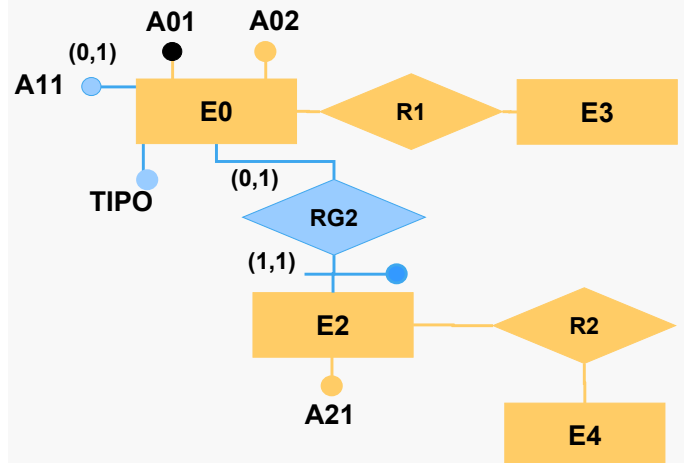 A01
A02
(0,1)
A11
E0
R1
E3
(0,1)
TIPO
RG2
(1,1)
E2
R2
A21
E4